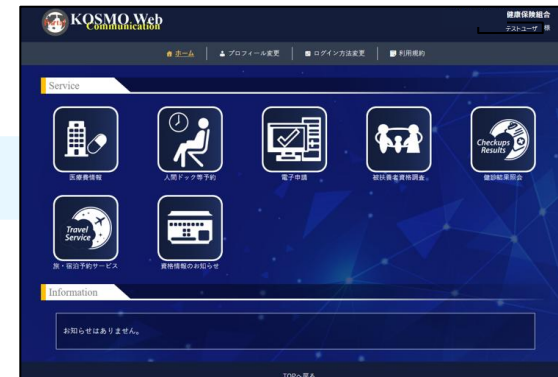 KOSMO.Web
Communication
健康保険組合
テストユーザ 様
ホーム
プロフィール変更
ログイン方法変更
利用規約
Service
医療費情報
人間ドック等予約
電子申請
被扶養者資格調査
Checkups
Results
健診結果照会
Travel
Service
旅・宿泊予約サービス
資格情報のお知らせ
Information
お知らせはありません。
TOPへ戻る